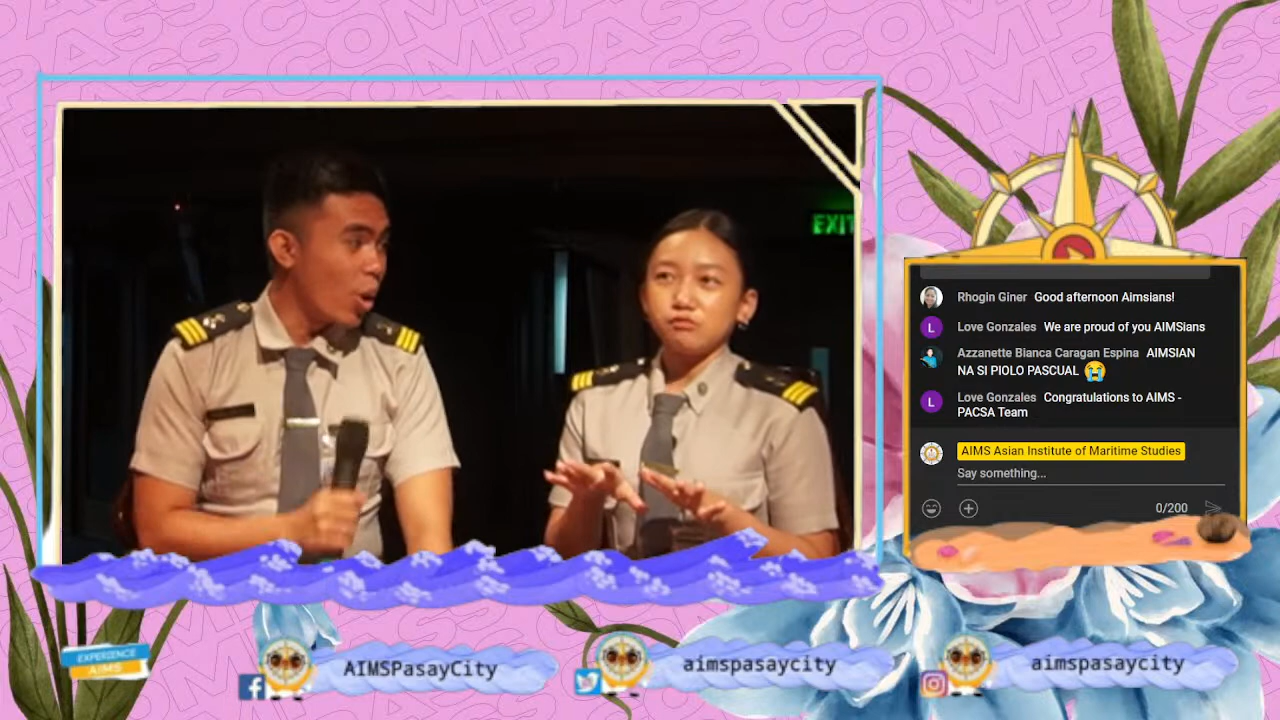 COMPASS
EXIT
Rhogin Giner Good afternoon Aimsians!
L
Love Gonzales We are proud of you AIMSians
Azzanette Bianca Caragan Espina AIMSIAN
NA SI PIOLO PASCUAL 😭
L
Love Gonzales Congratulations to AIMS -
PACSA Team
AIMS Asian Institute of Maritime Studies
Say something...
0/200
EXPERIENCE
AIMS
AIMSPasayCity
aimspasaycity
aimspasaycity